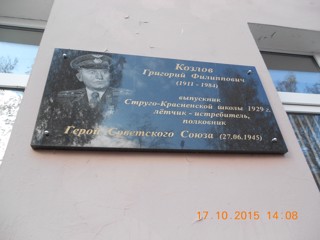 Козлов
Григорий Филиппович
(1911 - 1984)
выпускник
Струго-Красненской школы 1929 г.
лётчик - истребитель,
полковник
Герой Советского Союза (27.06.1945)
17.10.2015 14:08